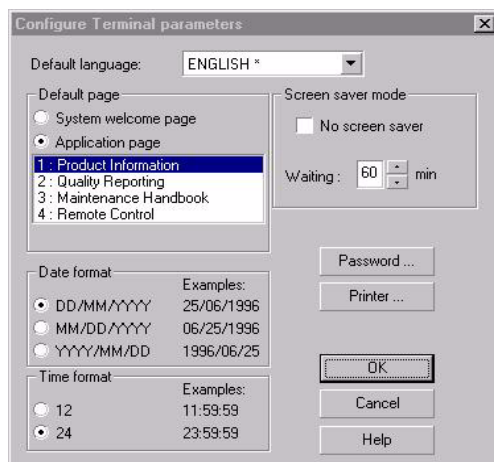 Configure Terminal parameters
Default language: ENGLISH *
Default page
System welcome page
Application page
1 : Product Information
2 : Quality Reporting
3 : Maintenance Handbook
4 : Remote Control
Screen saver mode
No screen saver
Waiting : 60 min
Date format
Examples:
DD/MM/YYYY 25/06/1996
MM/DD/YYYY 06/25/1996
YYYY/MM/DD 1996/06/25
Time format
Examples:
12 11:59:59
24 23:59:59
Password ...
Printer ...
OK
Cancel
Help